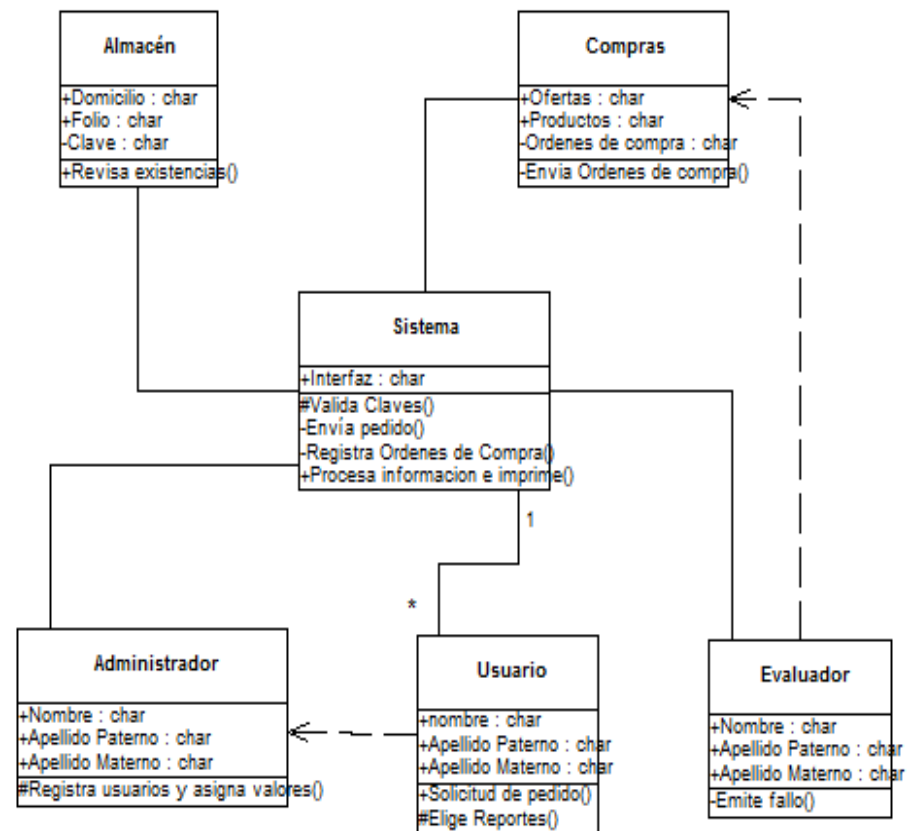 Almacén
+Domicilio : char
+Folio : char
-Clave : char
+Revisa existencias()
Compras
+Ofertas : char
+Productos : char
-Ordenes de compra : char
-Envia Ordenes de compra()
Sistema
+Interfaz : char
#Valida Claves()
-Envía pedido()
-Registra Ordenes de Compra()
+Procesa informacion e imprime()
1
*
Administrador
+Nombre : char
+Apellido Paterno : char
+Apellido Materno : char
#Registra usuarios y asigna valores()
Usuario
+nombre : char
+Apellido Paterno : char
+Apellido Materno : char
+Solicitud de pedido()
#Elige Reportes()
Evaluador
+Nombre : char
+Apellido Paterno : char
+Apellido Materno : char
-Emite fallo()